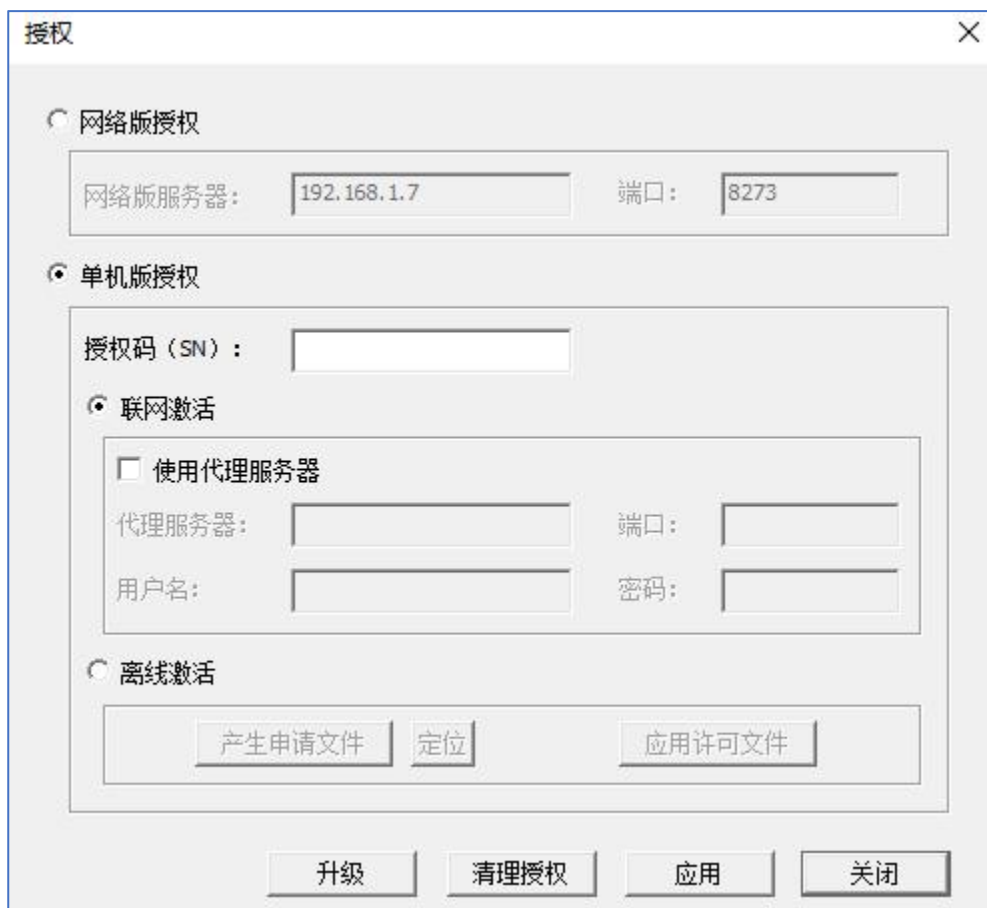 授权
网络版授权
网络版服务器: 192.168.1.7 端口: 8273
单机版授权
授权码(SN):
联网激活
使用代理服务器
代理服务器: 端口:
用户名: 密码:
离线激活
产生申请文件 定位 应用许可文件
升级 清理授权 应用 关闭